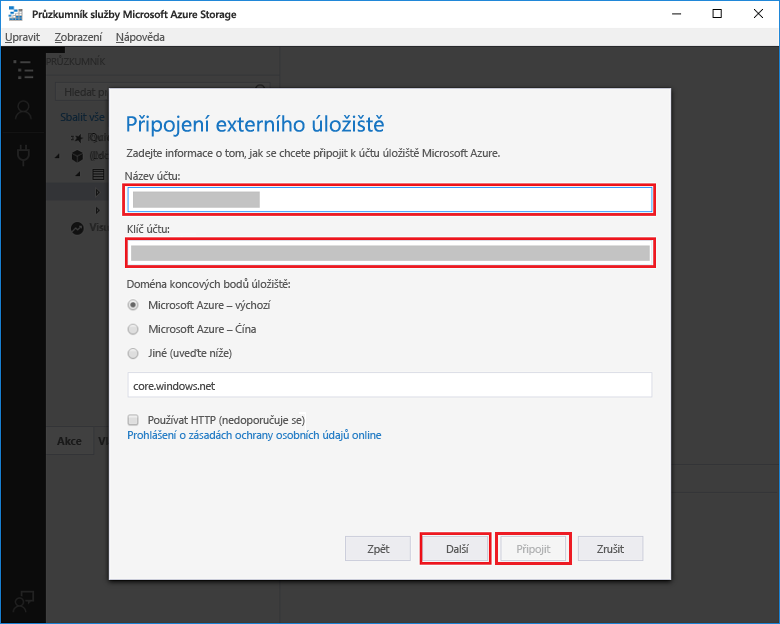 Průzkumník služby Microsoft Azure Storage
Upravit Zobrazení Nápověda
PRŮZKUMNÍK
Hledat
Sbalit vše
Připojení externího úložiště
Zadejte informace o tom, jak se chcete připojit k účtu úložiště Microsoft Azure.
Název účtu:
Klíč účtu:
Doména koncových bodů úložiště:
Microsoft Azure – výchozí
Microsoft Azure – Čína
Jiné (uveďte níže)
core.windows.net
Používat HTTP (nedoporučuje se)
Prohlášení o zásadách ochrany osobních údajů online
Akce
Zpět Další Připojit Zrušit